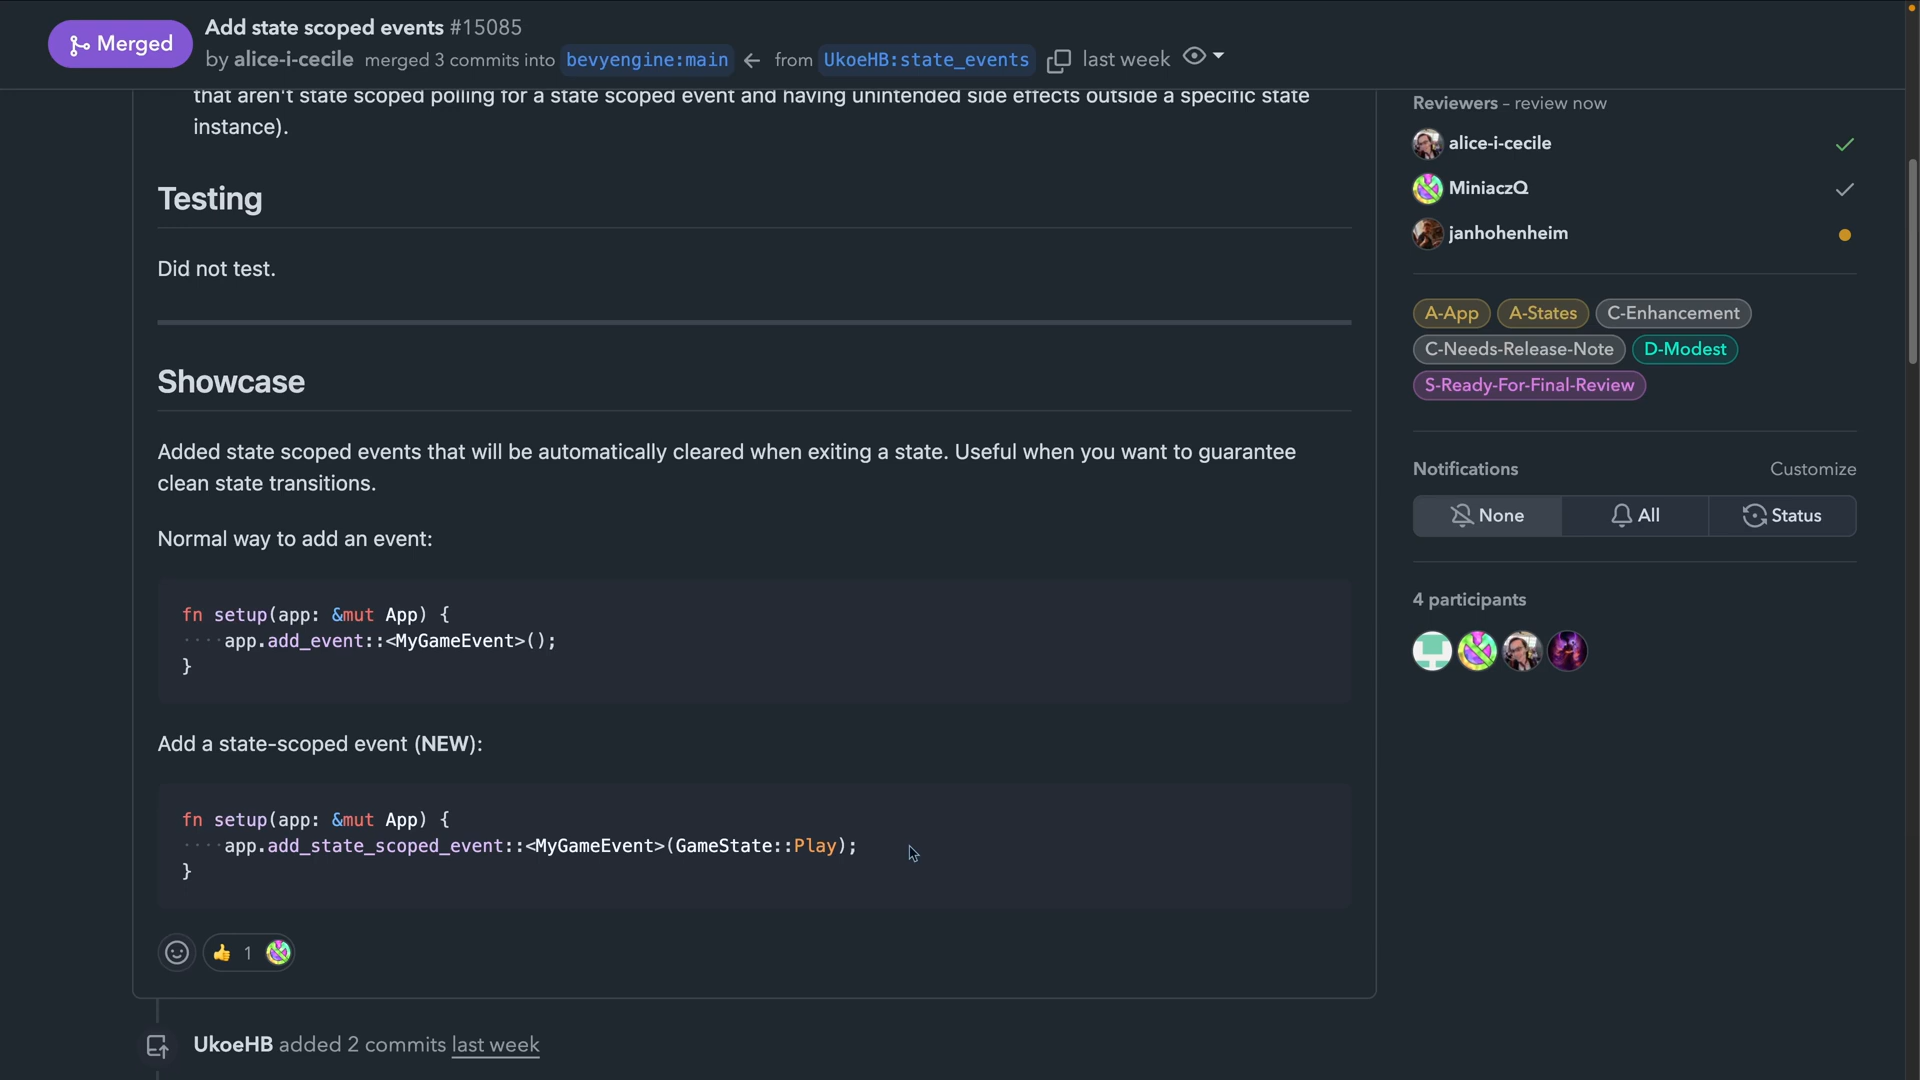 Merged
Add state scoped events #15085
by alice-i-cecile merged 3 commits into bevyengine:main ← from UkoeHB:state_events last week
that aren't state scoped polling for a state scoped event and having unintended side effects outside a specific state
instance).
Testing
Did not test.
Showcase
Added state scoped events that will be automatically cleared when exiting a state. Useful when you want to guarantee
clean state transitions.
Normal way to add an event:
fn setup(app: &mut App) {
····app.add_event::<MyGameEvent>();
}
Add a state-scoped event (NEW):
fn setup(app: &mut App) {
····app.add_state_scoped_event::<MyGameEvent>(GameState::Play);
}
👍 1
UkoeHB added 2 commits last week
Reviewers – review now
alice-i-cecile
MiniaczQ
janhohenheim
A-App A-States C-Enhancement
C-Needs-Release-Note D-Modest
S-Ready-For-Final-Review
Notifications Customize
None All Status
4 participants